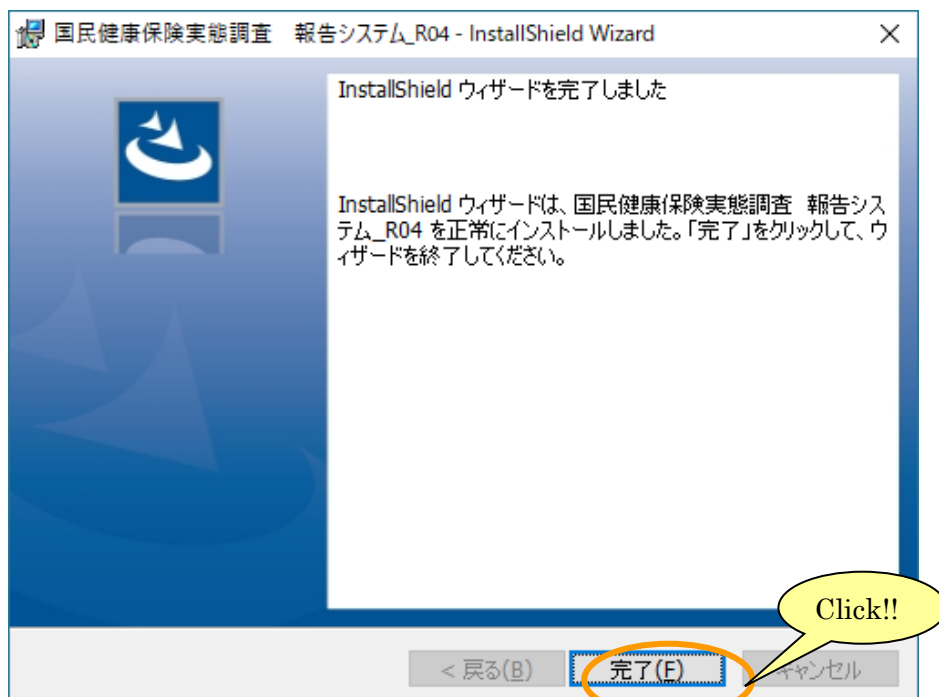 国民健康保険実態調査　報告システム_R04 - InstallShield Wizard
InstallShield ウィザードを完了しました
InstallShield ウィザードは、国民健康保険実態調査　報告シス
テム_R04 を正常にインストールしました。「完了」をクリックして、ウ
ィザードを終了してください。
Click!!
< 戻る(B)
完了(F)
キャンセル